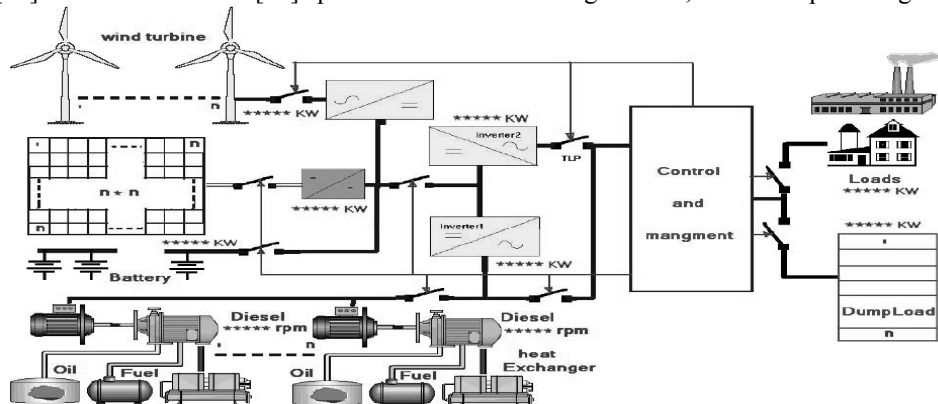 wind turbine
n
***** KW
Inverter2
***** KW
TLP
n
n * n
n
***** KW
Control
and
mangment
Loads
***** KW
***** KW
Battery
Inverter1
***** KW
***** KW
DumpLoad
n
Diesel
***** rpm
n
Diesel
***** rpm
heat
Exchanger
Oil
Fuel
Oil
Fuel